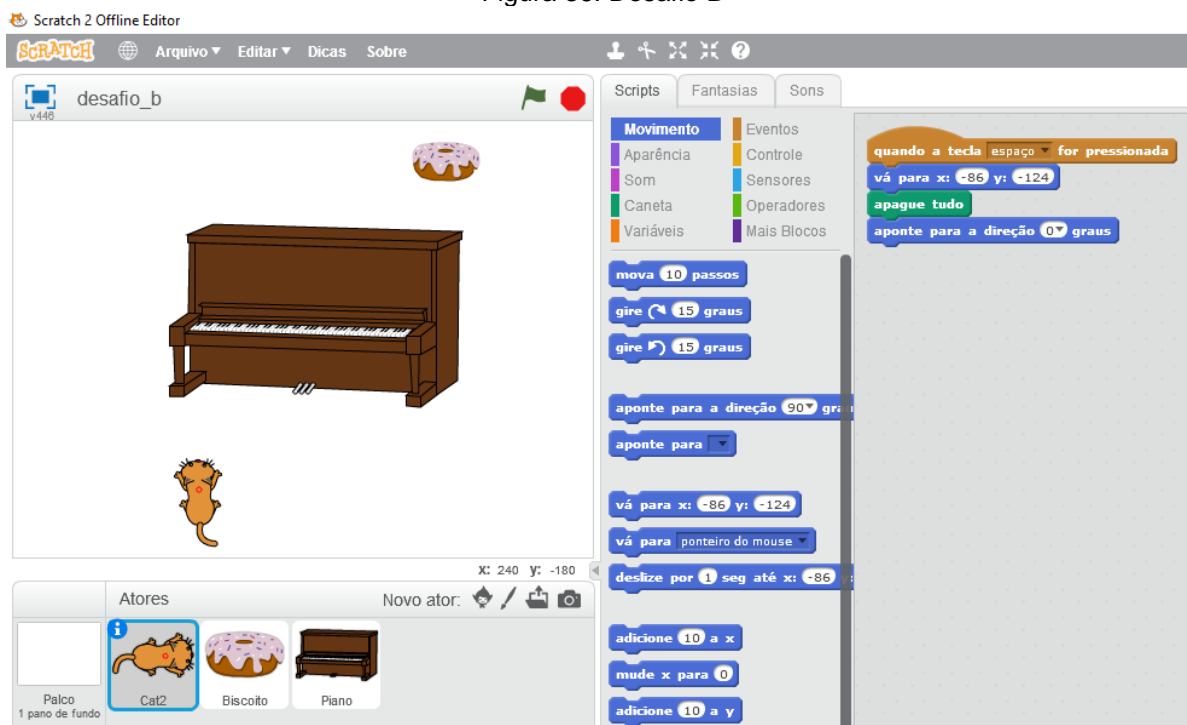 Figura 35: Desafio B
Scratch 2 Offline Editor
SCRATCH Arquivo Editar Dicas Sobre
desafio_b
v446
Scripts Fantasias Sons
Movimento Eventos
Aparência Controle
Som Sensores
Caneta Operadores
Variáveis Mais Blocos
mova 10 passos
gire 15 graus
gire 15 graus
aponte para a direção 90 gra
aponte para
vá para x: -86 y: -124
vá para ponteiro do mouse
deslize por 1 seg até x: -86 y:
adicione 10 a x
mude x para 0
adicione 10 a y
quando a tecla espaço for pressionada
vá para x: -86 y: -124
apague tudo
aponte para a direção 0 graus
x: 240 y: -180
Atores Novo ator:
Palco
1 pano de fundo
Cat2 Biscoito Piano